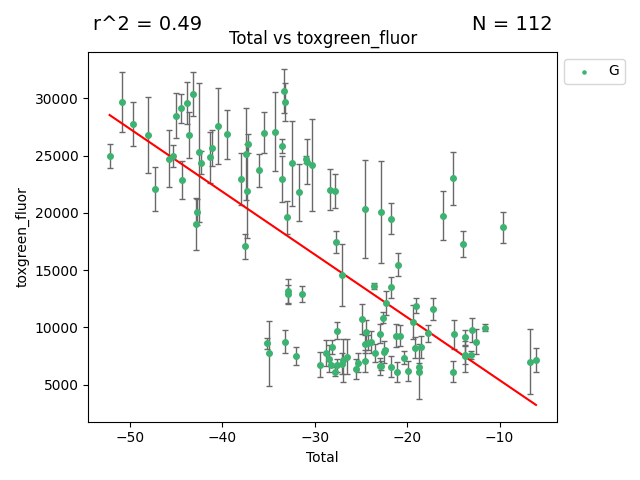 r^2 = 0.49
N = 112
Total vs toxgreen_fluor
G
30000
25000
20000
15000
10000
5000
toxgreen_fluor
−50
−40
−30
−20
−10
Total